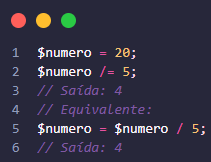 1 $numero = 20;
2 $numero /= 5;
3 // Saída: 4
4 // Equivalente:
5 $numero = $numero / 5;
6 // Saída: 4